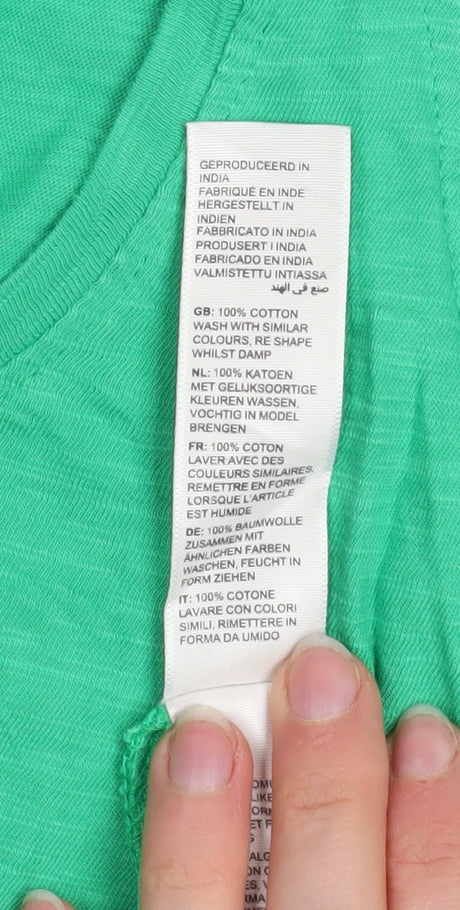 GEPRODUCEERD IN
INDIA
FABRIQUÉ EN INDE
HERGESTELLT IN
INDIEN
FABBRICATO IN INDIA
PRODUSERT I INDIA
FABRICADO EN INDIA
VALMISTETTU INTIASSA
صنع في الهند
GB: 100% COTTON
WASH WITH SIMILAR
COLOURS, RE SHAPE
WHILST DAMP
NL: 100% KATOEN
MET GELIJKSOORTIGE
KLEUREN WASSEN,
VOCHTIG IN MODEL
BRENGEN
FR: 100% COTON
LAVER AVEC DES
COULEURS SIMILAIRES.
REMETTRE EN FORME
LORSQUE L'ARTICLE
EST HUMIDE
DE: 100% BAUMWOLLE
ZUSAMMEN MIT
ÄHNLICHEN FARBEN
WASCHEN, FEUCHT IN
FORM ZIEHEN
IT: 100% COTONE
LAVARE CON COLORI
SIMILI. RIMETTERE IN
FORMA DA UMIDO